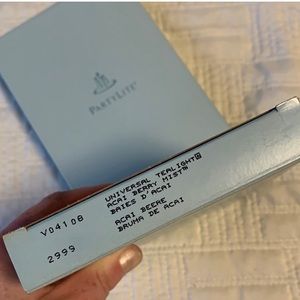 PARTYLITE®
V04108
2999
UNIVERSAL TEALIGHT®
ACAI BERRY MIST™
BAIES D'ACAI
ACAI BEERE
BRUMA DE ACAI